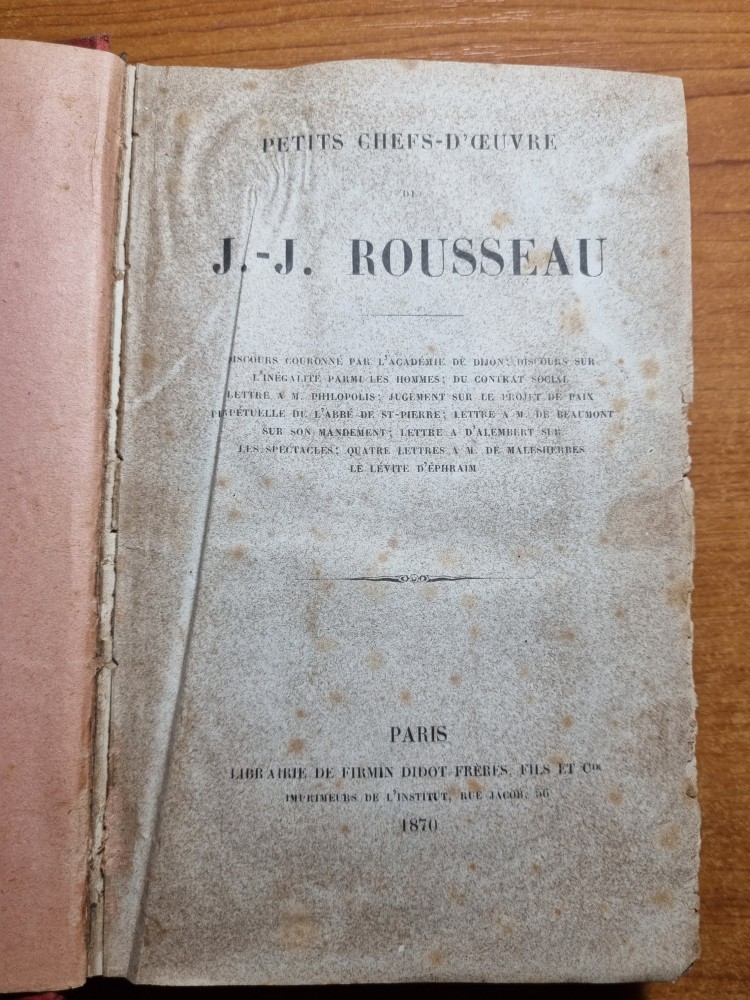 PETITS CHEFS-D'ŒUVRE
DE
J.-J. ROUSSEAU
DISCOURS COURONNÉ PAR L'ACADÉMIE DE DIJON; DISCOURS SUR
L'INÉGALITÉ PARMI LES HOMMES; DU CONTRAT SOCIAL
LETTRE A M. PHILOPOLIS; JUGEMENT SUR LE PROJET DE PAIX
PERPÉTUELLE DE L'ABBÉ DE ST-PIERRE; LETTRE A M. DE BEAUMONT
SUR SON MANDEMENT; LETTRE A D'ALEMBERT SUR
LES SPECTACLES; QUATRE LETTRES A M. DE MALESHERBES
LE LÉVITE D'ÉPHRAIM
PARIS
LIBRAIRIE DE FIRMIN DIDOT FRÈRES, FILS ET Cie
IMPRIMEURS DE L'INSTITUT, RUE JACOB, 56
1870